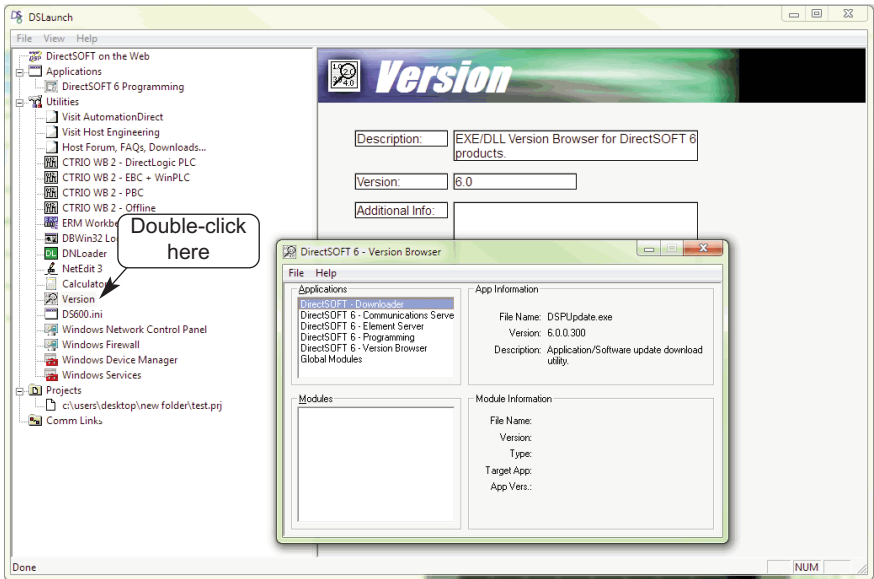 DSLaunch
File View Help
DirectSOFT on the Web
Applications
DirectSOFT 6 Programming
Utilities
Visit AutomationDirect
Visit Host Engineering
Host Forum, FAQs, Downloads...
CTRIO WB 2 - DirectLogic PLC
CTRIO WB 2 - EBC + WinPLC
CTRIO WB 2 - PBC
CTRIO WB 2 - Offline
ERM Workbe
DBWin32 Lo
DL DNLoader
NetEdit 3
Calculator
Version
DS600.ini
Windows Network Control Panel
Windows Firewall
Windows Device Manager
Windows Services
Projects
c:\users\desktop\new folder\test.prj
Comm Links
Double-click
here
Version
Description:
EXE/DLL Version Browser for DirectSOFT 6
products.
Version:
6.0
Additional Info:
DirectSOFT 6 - Version Browser
File Help
Applications
DirectSOFT - Downloader
DirectSOFT 6 - Communications Serve
DirectSOFT 6 - Element Server
DirectSOFT 6 - Programming
DirectSOFT 6 - Version Browser
Global Modules
App Information
File Name: DSPUpdate.exe
Version: 6.0.0.300
Description: Application/Software update download
utility.
Modules
Module Information
File Name:
Version:
Type:
Target App:
App Vers.:
Done
NUM